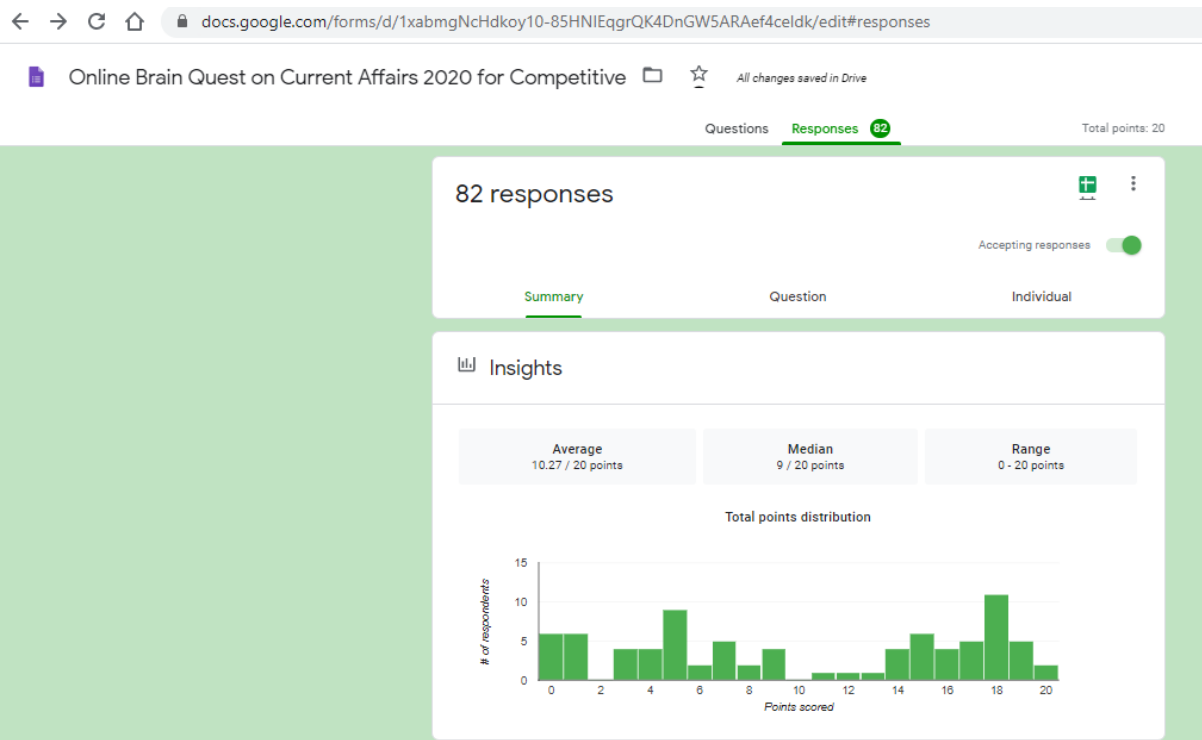 docs.google.com/forms/d/1xabmgNcHdkoy10-85HNIEqgrQK4DnGW5ARAef4ceIdk/edit#responses
Online Brain Quest on Current Affairs 2020 for Competitive
All changes saved in Drive
Questions
Responses 82
Total points: 20
82 responses
Accepting responses
Summary
Question
Individual
Insights
Average
10.27 / 20 points
Median
9 / 20 points
Range
0 - 20 points
Total points distribution
# of respondents
15
10
5
0
0 2 4 6 8 10 12 14 16 18 20
Points scored